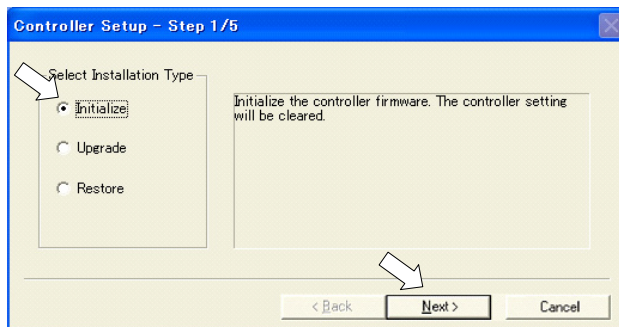 Controller Setup - Step 1/5
Select Installation Type
Initialize
Upgrade
Restore
Initialize the controller firmware. The controller setting
will be cleared.
< Back
Next >
Cancel